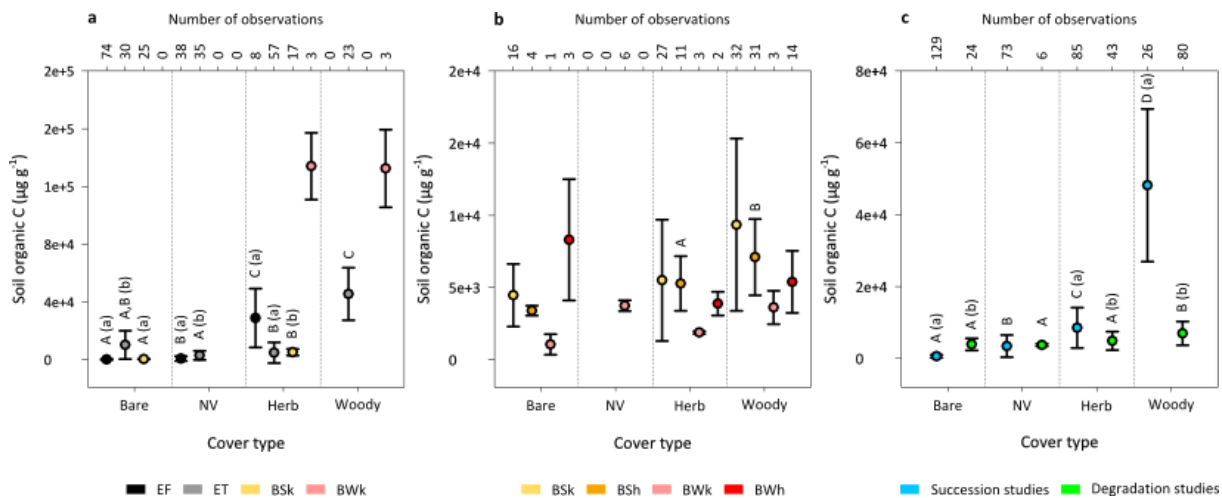 a Number of observations
74 30 25 0 38 35 0 0 8 57 17 3 0 23 0 3
2e+5
2e+5
1e+5
8e+4
4e+4
0
Soil organic C (µg g⁻¹)
A (a) A,B (b) A (a) B (a) A (b) C (a) B (a) B (b) C
Bare NV Herb Woody
Cover type
EF ET BSk BWk
b Number of observations
16 4 1 3 0 0 6 0 27 11 3 2 32 31 3 14
2e+4
2e+4
1e+4
5e+3
0
Soil organic C (µg g⁻¹)
A B
Bare NV Herb Woody
Cover type
BSk BSh BWk BWh
c Number of observations
129 24 73 6 85 43 26 80
8e+4
6e+4
4e+4
2e+4
0
Soil organic C (µg g⁻¹)
A (a) A (b) B A C (a) A (b) D (a) B (b)
Bare NV Herb Woody
Cover type
Succession studies Degradation studies